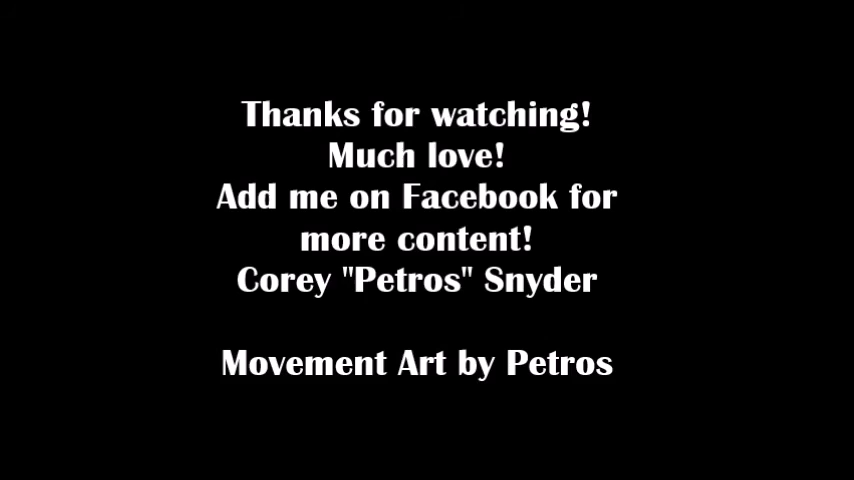 Thanks for watching!
Much love!
Add me on Facebook for
more content!
Corey "Petros" Snyder
Movement Art by Petros